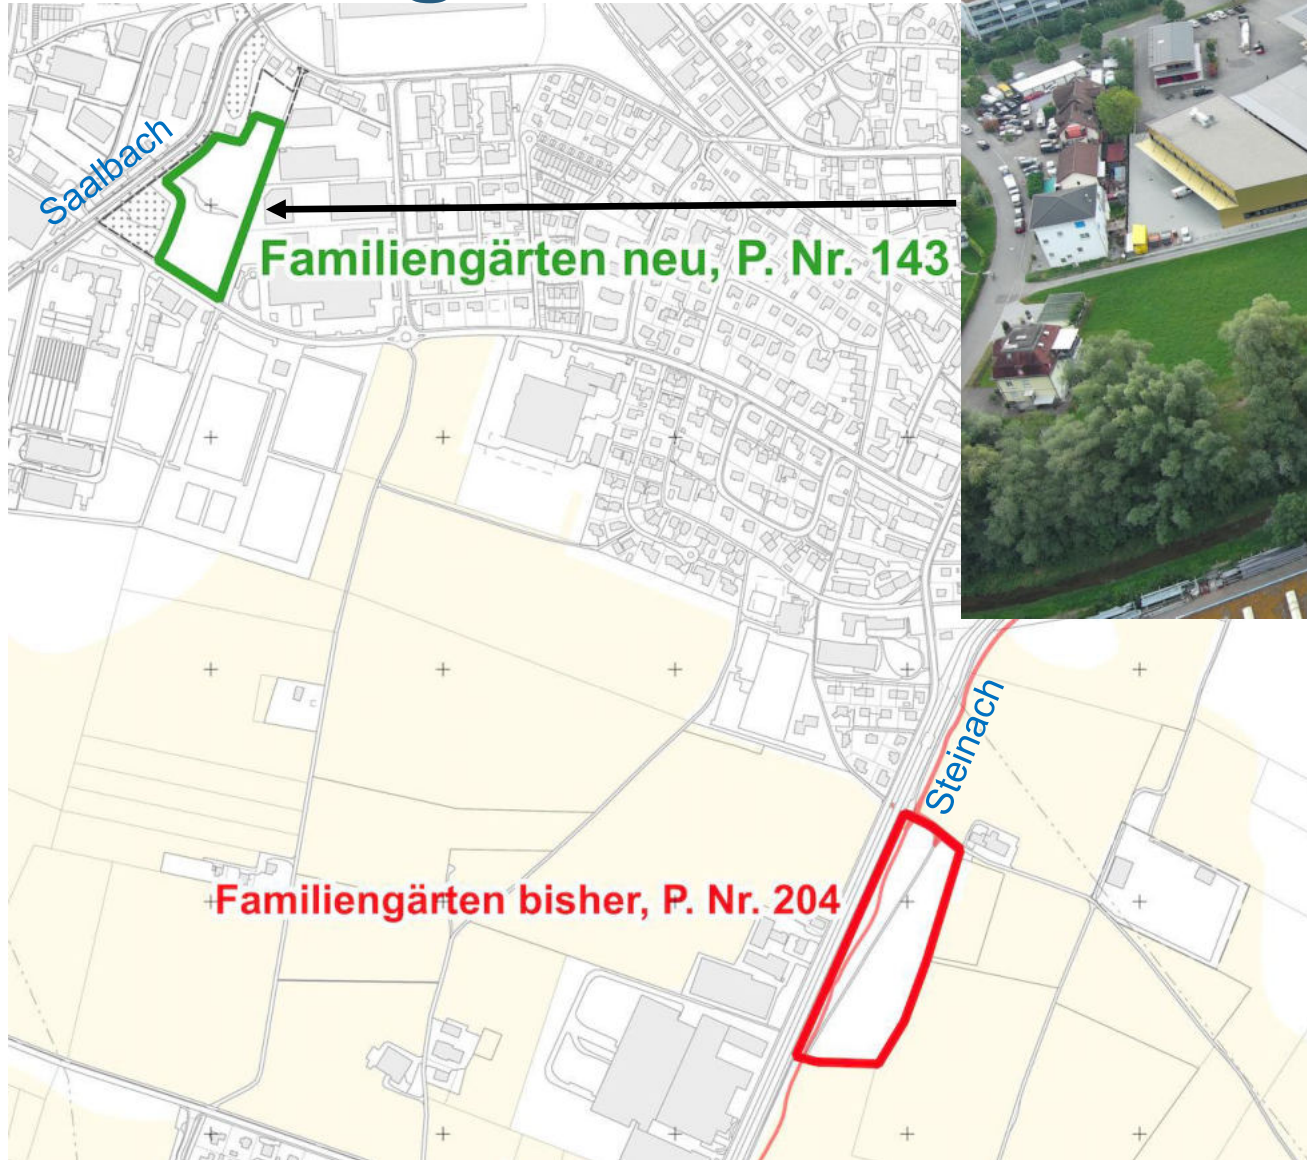 Saalbach
Familiengärten neu, P. Nr. 143
Steinach
Familiengärten bisher, P. Nr. 204